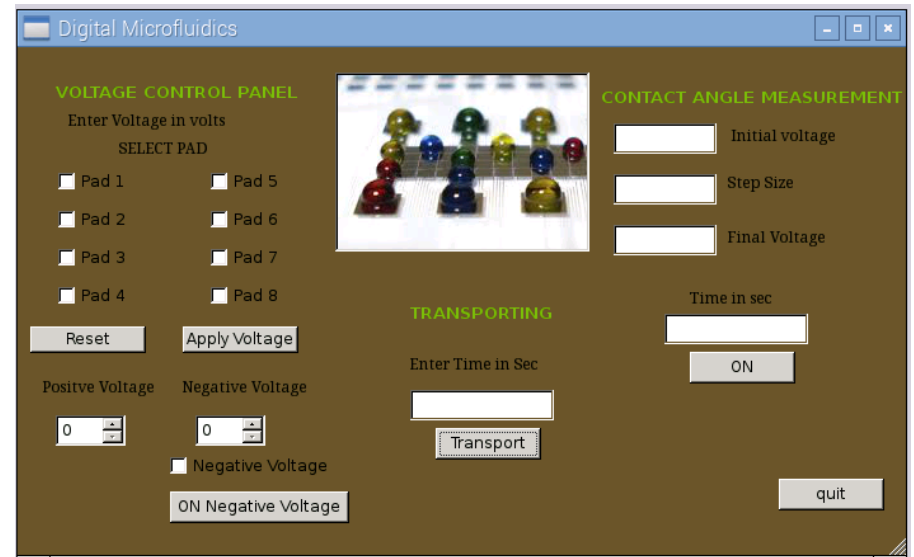 Digital Microfluidics
VOLTAGE CONTROL PANEL
Enter Voltage in volts
SELECT PAD
Pad 1 Pad 5
Pad 2 Pad 6
Pad 3 Pad 7
Pad 4 Pad 8
Reset Apply Voltage
Positve Voltage Negative Voltage
0 0
Negative Voltage
ON Negative Voltage
TRANSPORTING
Enter Time in Sec
Transport
CONTACT ANGLE MEASUREMENT
Initial voltage
Step Size
Final Voltage
Time in sec
ON
quit